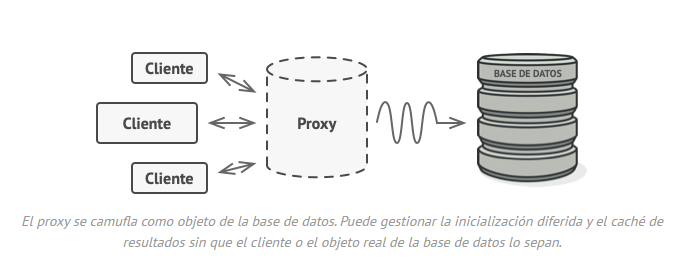 Cliente
Cliente
Cliente
Proxy
BASE DE DATOS
El proxy se camufla como objeto de la base de datos. Puede gestionar la inicialización diferida y el caché de
resultados sin que el cliente o el objeto real de la base de datos lo sepan.